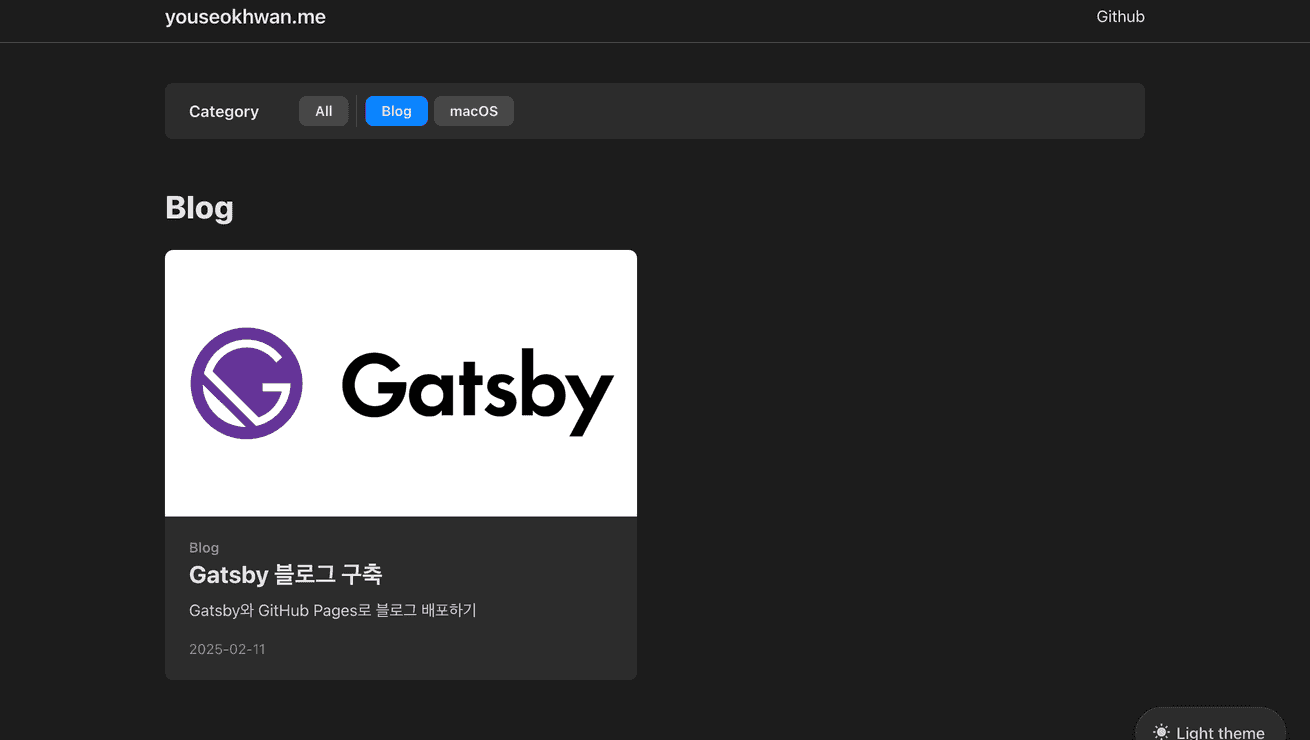 youseokhwan.me Github
Category All Blog macOS
Blog
Gatsby
Blog
Gatsby 블로그 구축
Gatsby와 GitHub Pages로 블로그 배포하기
2025-02-11
Light theme